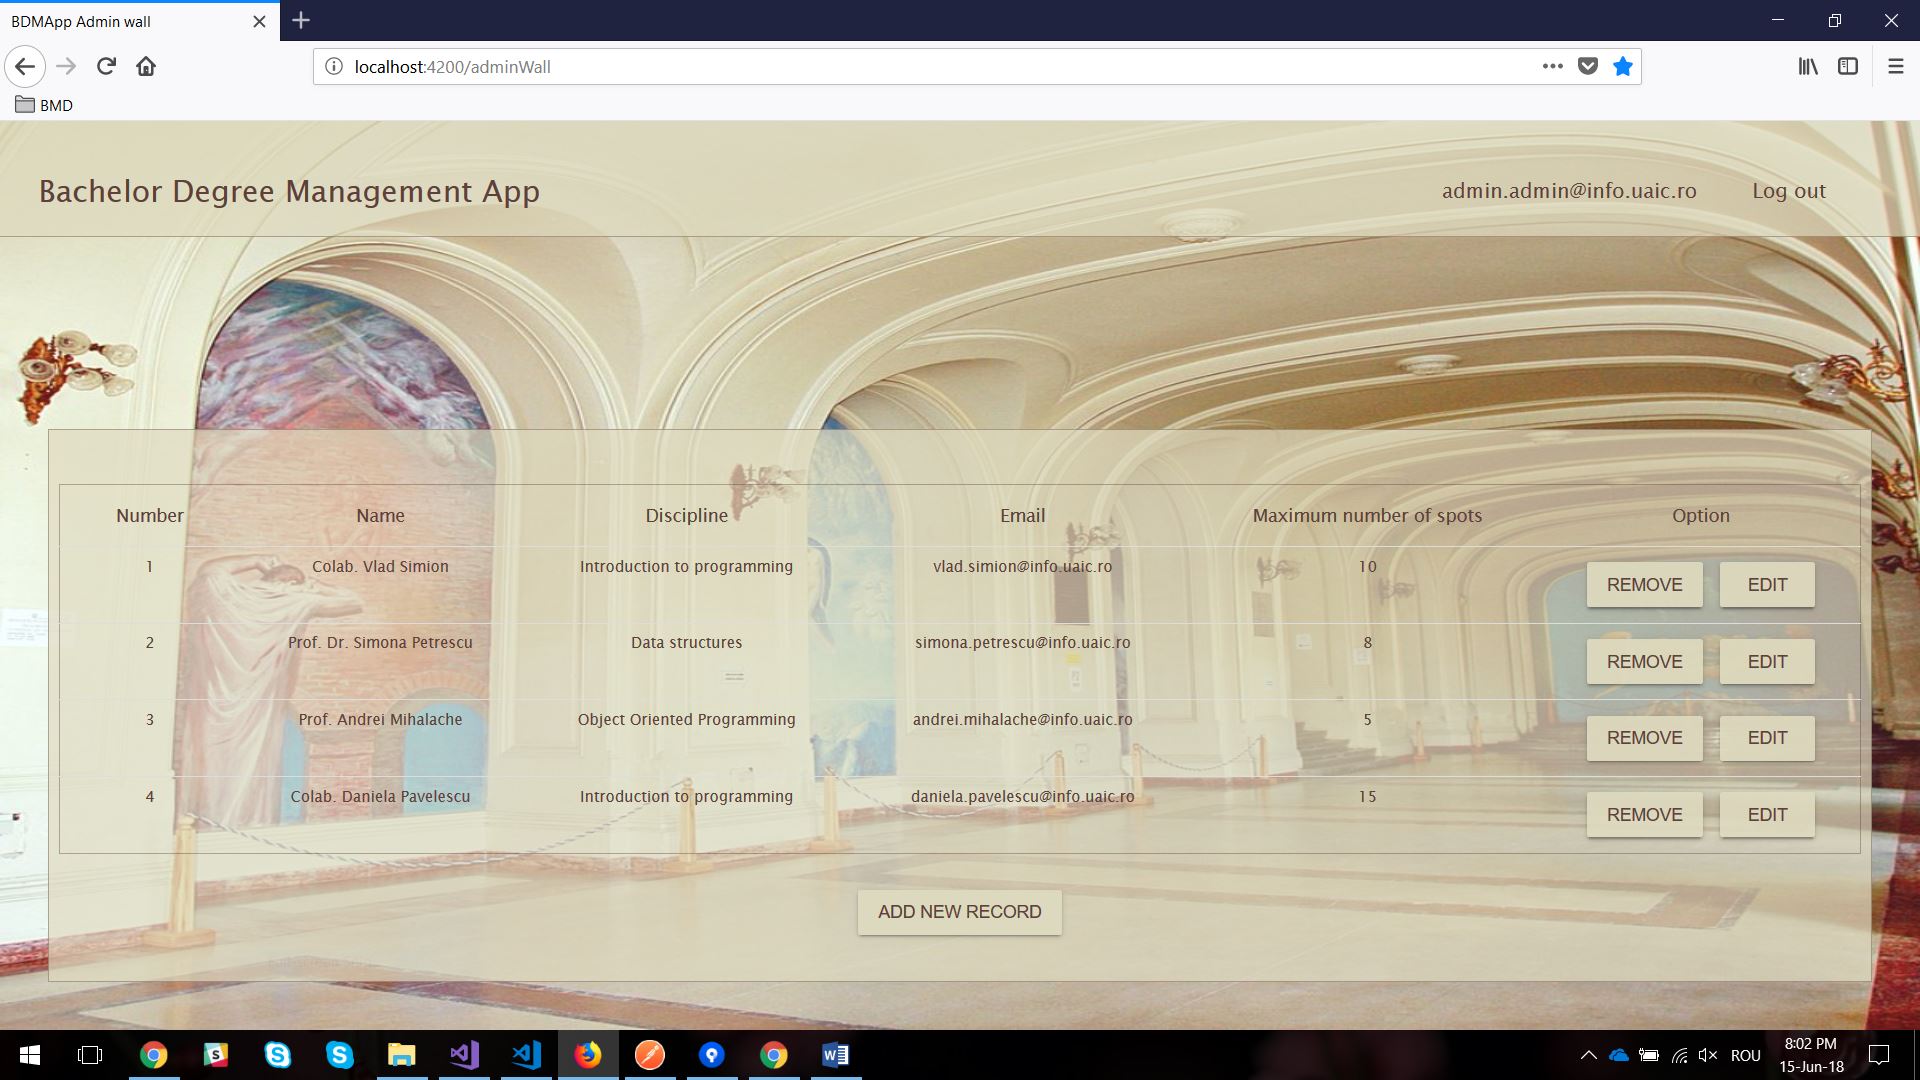 BDMApp Admin wall
localhost:4200/adminWall
BMD
Bachelor Degree Management App admin.admin@info.uaic.ro Log out
Number Name Discipline Email Maximum number of spots Option
1 Colab. Vlad Simion Introduction to programming vlad.simion@info.uaic.ro 10 REMOVE EDIT
2 Prof. Dr. Simona Petrescu Data structures simona.petrescu@info.uaic.ro 8 REMOVE EDIT
3 Prof. Andrei Mihalache Object Oriented Programming andrei.mihalache@info.uaic.ro 5 REMOVE EDIT
4 Colab. Daniela Pavelescu Introduction to programming daniela.pavelescu@info.uaic.ro 15 REMOVE EDIT
ADD NEW RECORD
ROU
8:02 PM
15-Jun-18